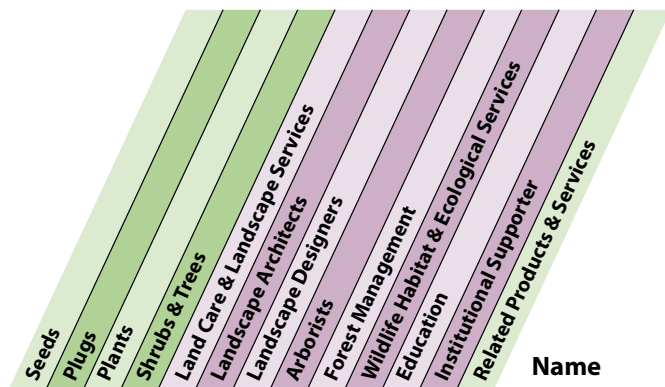 Seeds
Plugs
Plants
Shrubs & Trees
Land Care & Landscape Services
Landscape Architects
Landscape Designers
Arborists
Forest Management
Wildlife Habitat & Ecological Services
Education
Institutional Supporter
Related Products & Services
Name